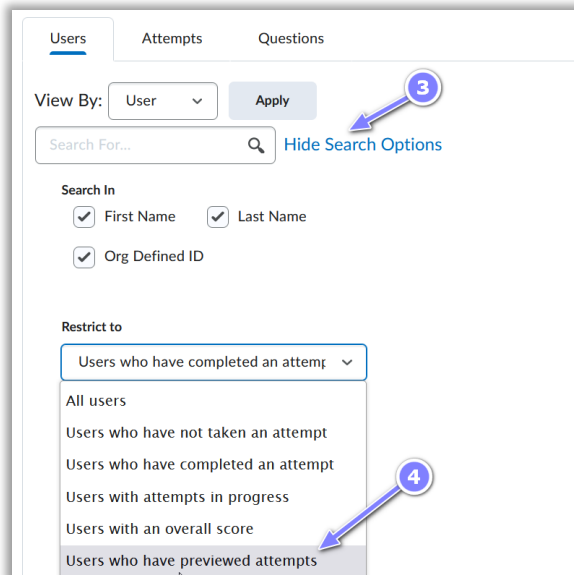 Users Attempts Questions
3
View By: User Apply
Search For... Hide Search Options
Search In
First Name Last Name
Org Defined ID
Restrict to
Users who have completed an attemp
All users
Users who have not taken an attempt
Users who have completed an attempt
Users with attempts in progress
4
Users with an overall score
Users who have previewed attempts